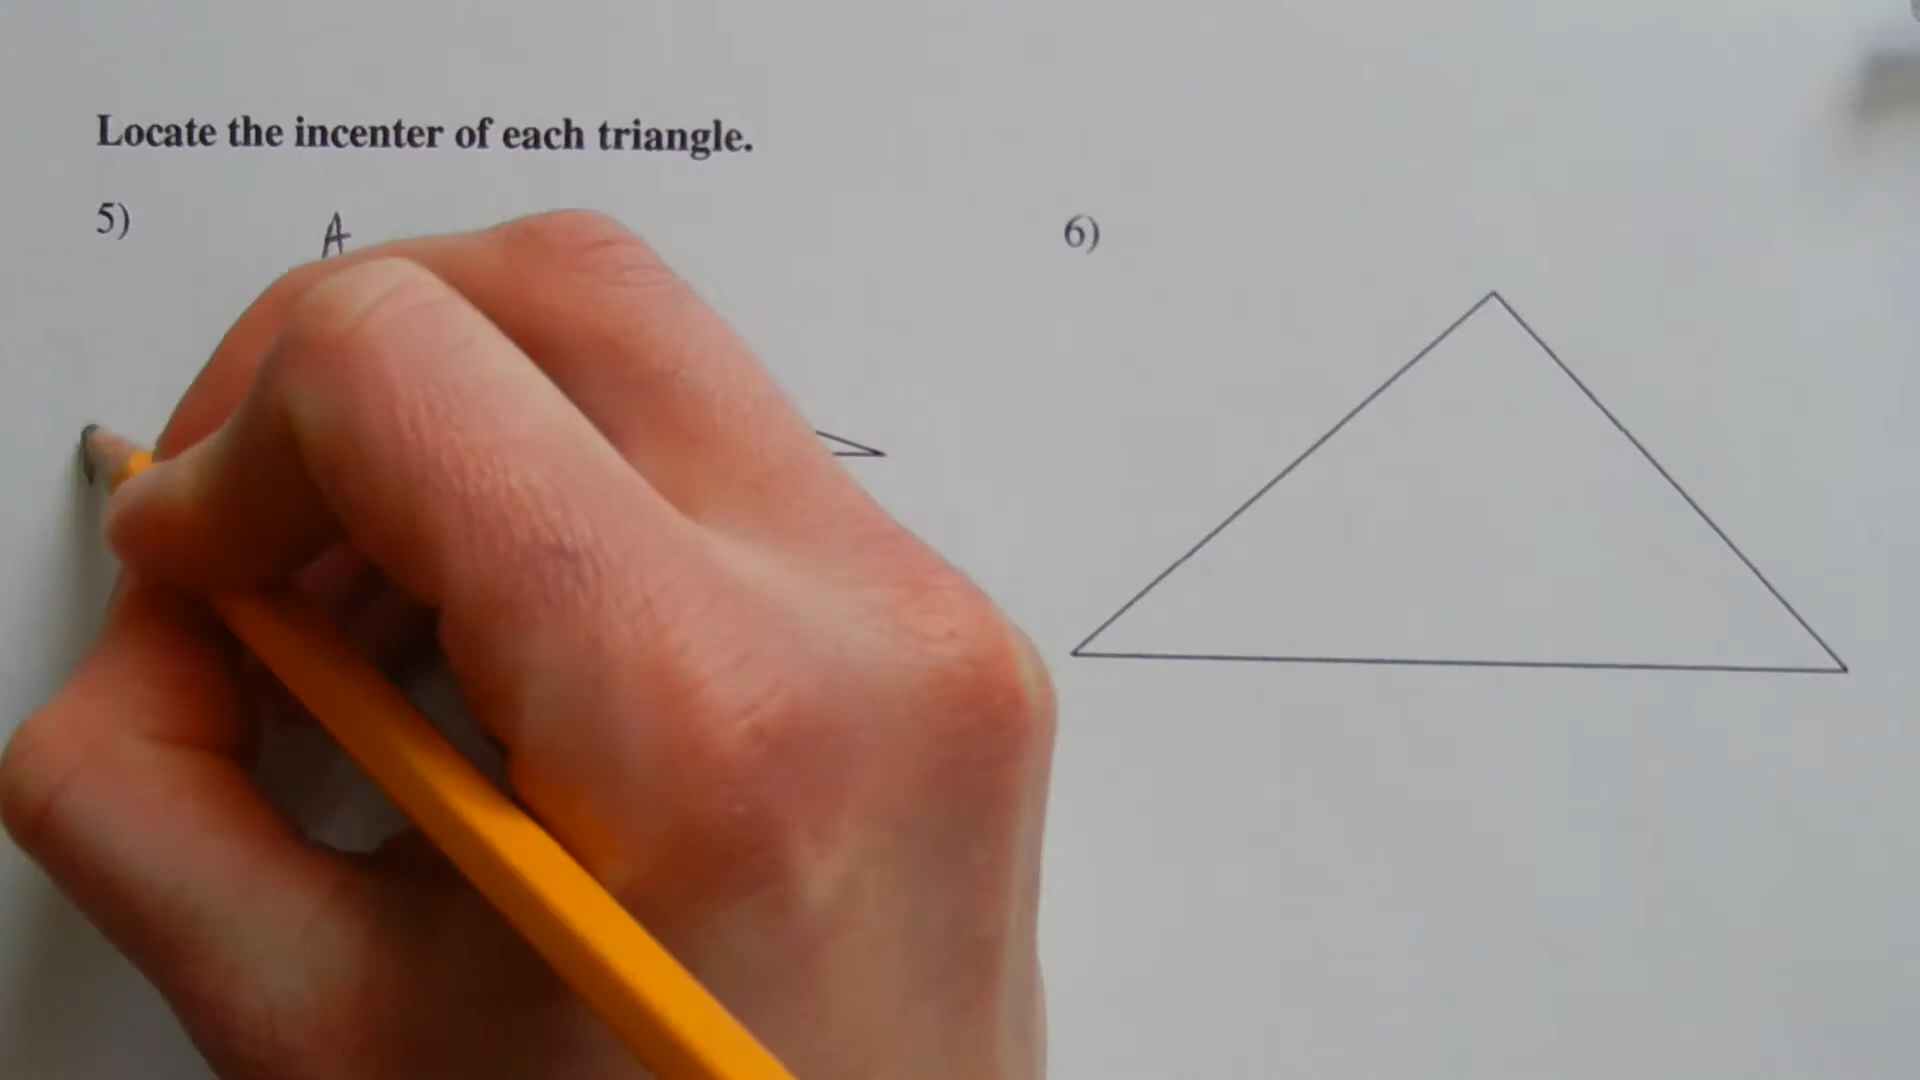 Locate the incenter of each triangle.
5)
A
6)